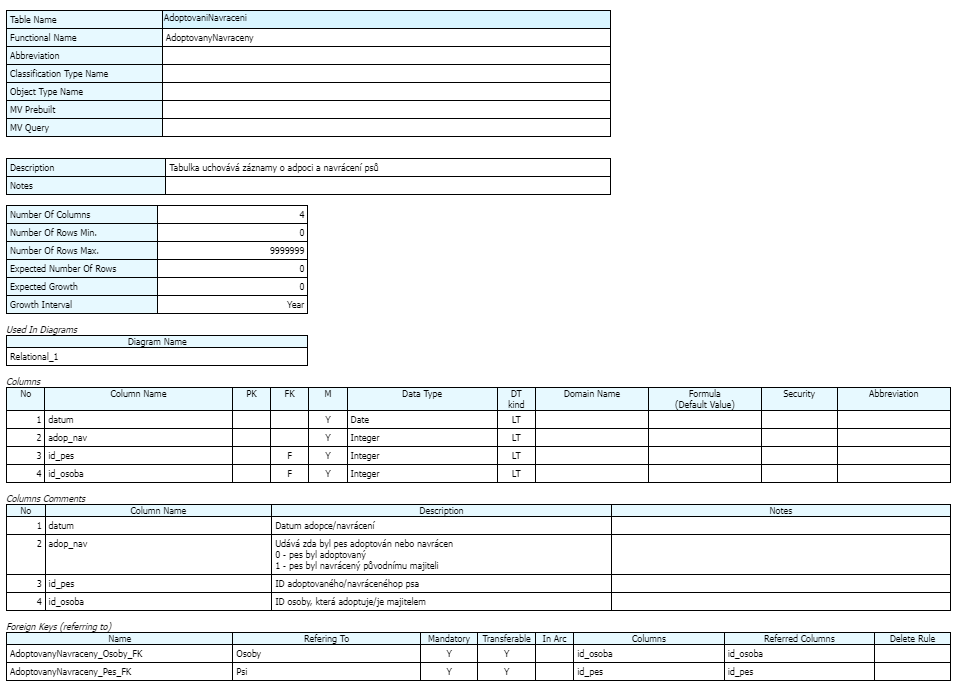 Table Name AdoptovaniNavraceni
Functional Name AdoptovanyNavraceny
Abbreviation
Classification Type Name
Object Type Name
MV Prebuilt
MV Query
Description Tabulka uchovává záznamy o adpoci a navrácení psů
Notes
Number Of Columns 4
Number Of Rows Min. 0
Number Of Rows Max. 9999999
Expected Number Of Rows 0
Expected Growth 0
Growth Interval Year
Used In Diagrams
Diagram Name
Relational_1
Columns
No Column Name PK FK M Data Type DT kind Domain Name Formula (Default Value) Security Abbreviation
1 datum Y Date LT
2 adop_nav Y Integer LT
3 id_pes F Y Integer LT
4 id_osoba F Y Integer LT
Columns Comments
No Column Name Description Notes
1 datum Datum adopce/navrácení
2 adop_nav Udává zda byl pes adoptován nebo navrácen
0 - pes byl adoptovaný
1 - pes byl navrácený původnímu majiteli
3 id_pes ID adoptovaného/navrácenéhop psa
4 id_osoba ID osoby, která adoptuje/je majitelem
Foreign Keys (referring to)
Name Refering To Mandatory Transferable In Arc Columns Referred Columns Delete Rule
AdoptovanyNavraceny_Osoby_FK Osoby Y Y id_osoba id_osoba
AdoptovanyNavraceny_Pes_FK Psi Y Y id_pes id_pes